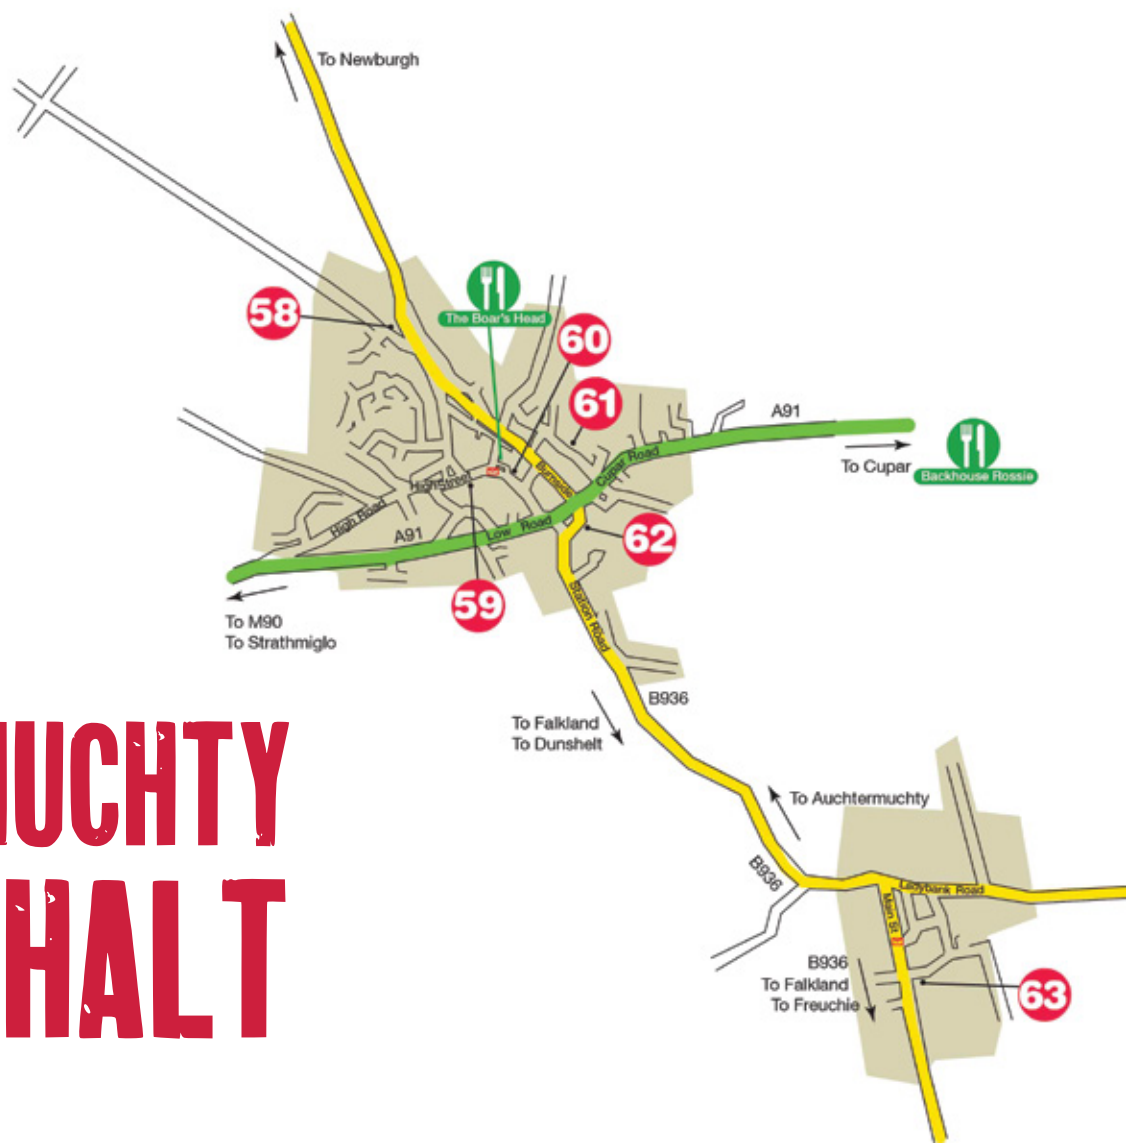 To Newburgh
58
The Boar's Head
60
61
A91
To Cupar
Backhouse Rossie
Cupar Road
Burnside
High Street
High Road
A91
Low Road
62
59
To M90
To Strathmiglo
Station Road
B936
To Falkland
To Dunshelt
UCHTY
HALT
To Auchtermuchty
B936
Ladybank Road
Main St
B936
To Falkland
To Freuchie
63